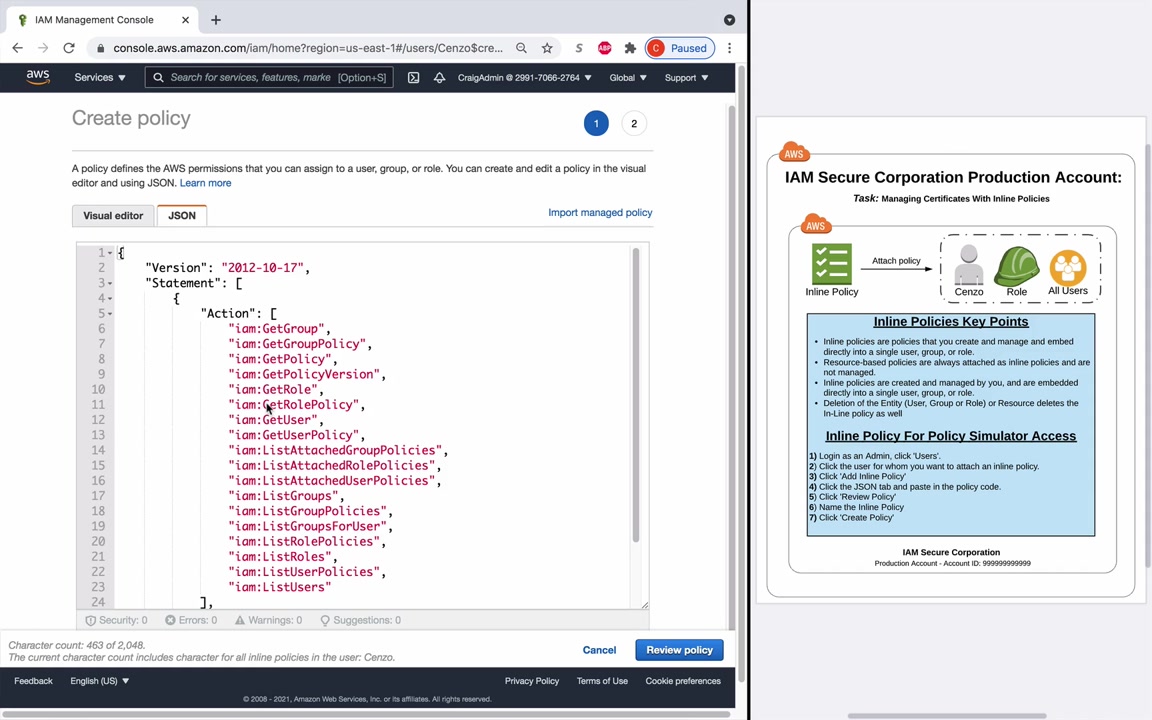 IAM Management Console
console.aws.amazon.com/iam/home?region=us-east-1#/users/Cenzo$cre...
S
ABP
C Paused
aws
Services
Search for services, features, marke [Option+S]
CraigAdmin @ 2991-7066-2764
Global
Support
Create policy
1
2
A policy defines the AWS permissions that you can assign to a user, group, or role. You can create and edit a policy in the visual
editor and using JSON. Learn more
Visual editor
JSON
Import managed policy
1 {
2 "Version": "2012-10-17",
3 "Statement": [
4 {
5 "Action": [
6 "iam:GetGroup",
7 "iam:GetGroupPolicy",
8 "iam:GetPolicy",
9 "iam:GetPolicyVersion",
10 "iam:GetRole",
11 "iam:GetRolePolicy",
12 "iam:GetUser",
13 "iam:GetUserPolicy",
14 "iam:ListAttachedGroupPolicies",
15 "iam:ListAttachedRolePolicies",
16 "iam:ListAttachedUserPolicies",
17 "iam:ListGroups",
18 "iam:ListGroupPolicies",
19 "iam:ListGroupsForUser",
20 "iam:ListRolePolicies",
21 "iam:ListRoles",
22 "iam:ListUserPolicies",
23 "iam:ListUsers"
24 ],
Security: 0
Errors: 0
Warnings: 0
Suggestions: 0
Character count: 463 of 2,048.
The current character count includes character for all inline policies in the user: Cenzo.
Cancel
Review policy
Feedback
English (US)
Privacy Policy
Terms of Use
Cookie preferences
© 2008 - 2021, Amazon Web Services, Inc. or its affiliates. All rights reserved.
AWS
IAM Secure Corporation Production Account:
Task: Managing Certificates With Inline Policies
AWS
Attach policy
Inline Policy
Cenzo
Role
All Users
Inline Policies Key Points
• Inline policies are policies that you create and manage and embed
directly into a single user, group, or role.
• Resource-based policies are always attached as inline policies and are
not managed.
• Inline policies are created and managed by you, and are embedded
directly into a single user, group, or role.
• Deletion of the Entity (User, Group or Role) or Resource deletes the
In-Line policy as well
Inline Policy For Policy Simulator Access
1) Login as an Admin, click 'Users'.
2) Click the user for whom you want to attach an inline policy.
3) Click 'Add Inline Policy'
4) Click the JSON tab and paste in the policy code.
5) Click 'Review Policy'
6) Name the Inline Policy
7) Click 'Create Policy'
IAM Secure Corporation
Production Account - Account ID: 999999999999